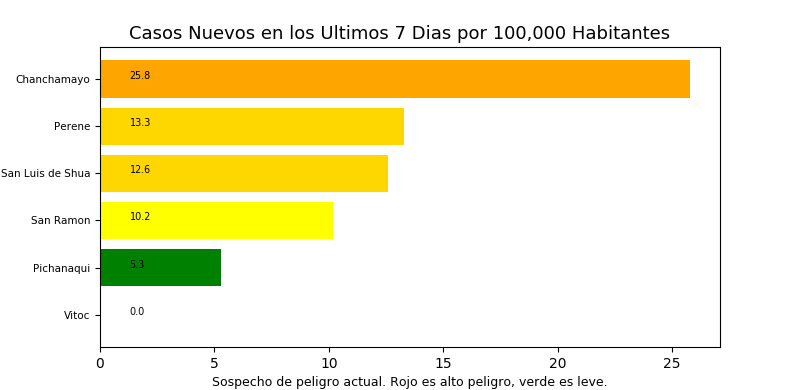 Casos Nuevos en los Ultimos 7 Dias por 100,000 Habitantes
Chanchamayo 25.8
Perene 13.3
San Luis de Shua 12.6
San Ramon 10.2
Pichanaqui 5.3
Vitoc 0.0
0 5 10 15 20 25
Sospecho de peligro actual. Rojo es alto peligro, verde es leve.